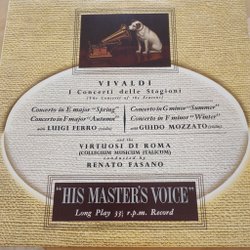 VIVALDI
I Concerti delle Stagioni
(The Concert of the Seasons)
Concerto in E major "Spring"
Concerto in F major "Autumn"
with LUIGI FERRO (violin)
Concerto in G minor "Summer"
Concerto in F minor "Winter"
with GUIDO MOZZATO (violin)
and the
VIRTUOSI DI ROMA
(COLLEGIUM MUSICUM ITALICUM)
conducted by
RENATO FASANO
"HIS MASTER'S VOICE"
Long Play 33⅓ r.p.m. Record